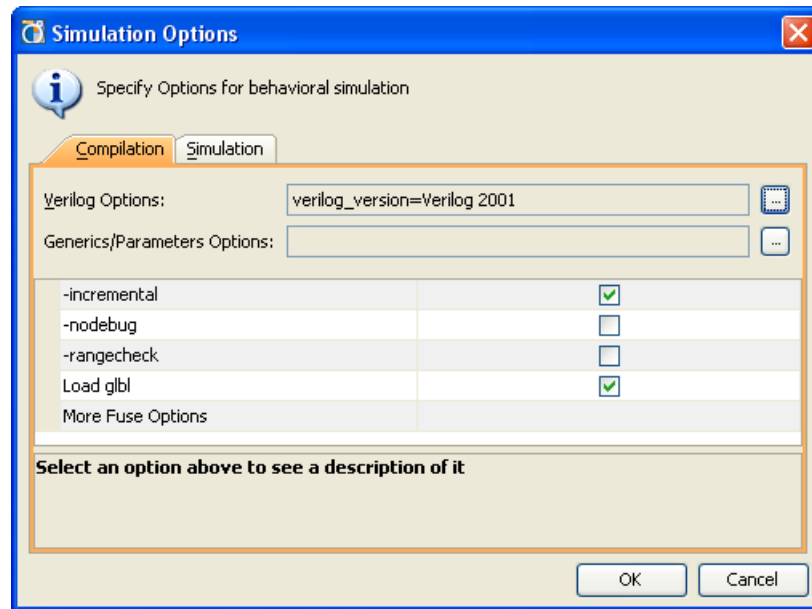 Simulation Options
Specify Options for behavioral simulation
Compilation Simulation
Verilog Options: verilog_version=Verilog 2001 ...
Generics/Parameters Options: ...
-incremental
-nodebug
-rangecheck
Load glbl
More Fuse Options
Select an option above to see a description of it
OK Cancel